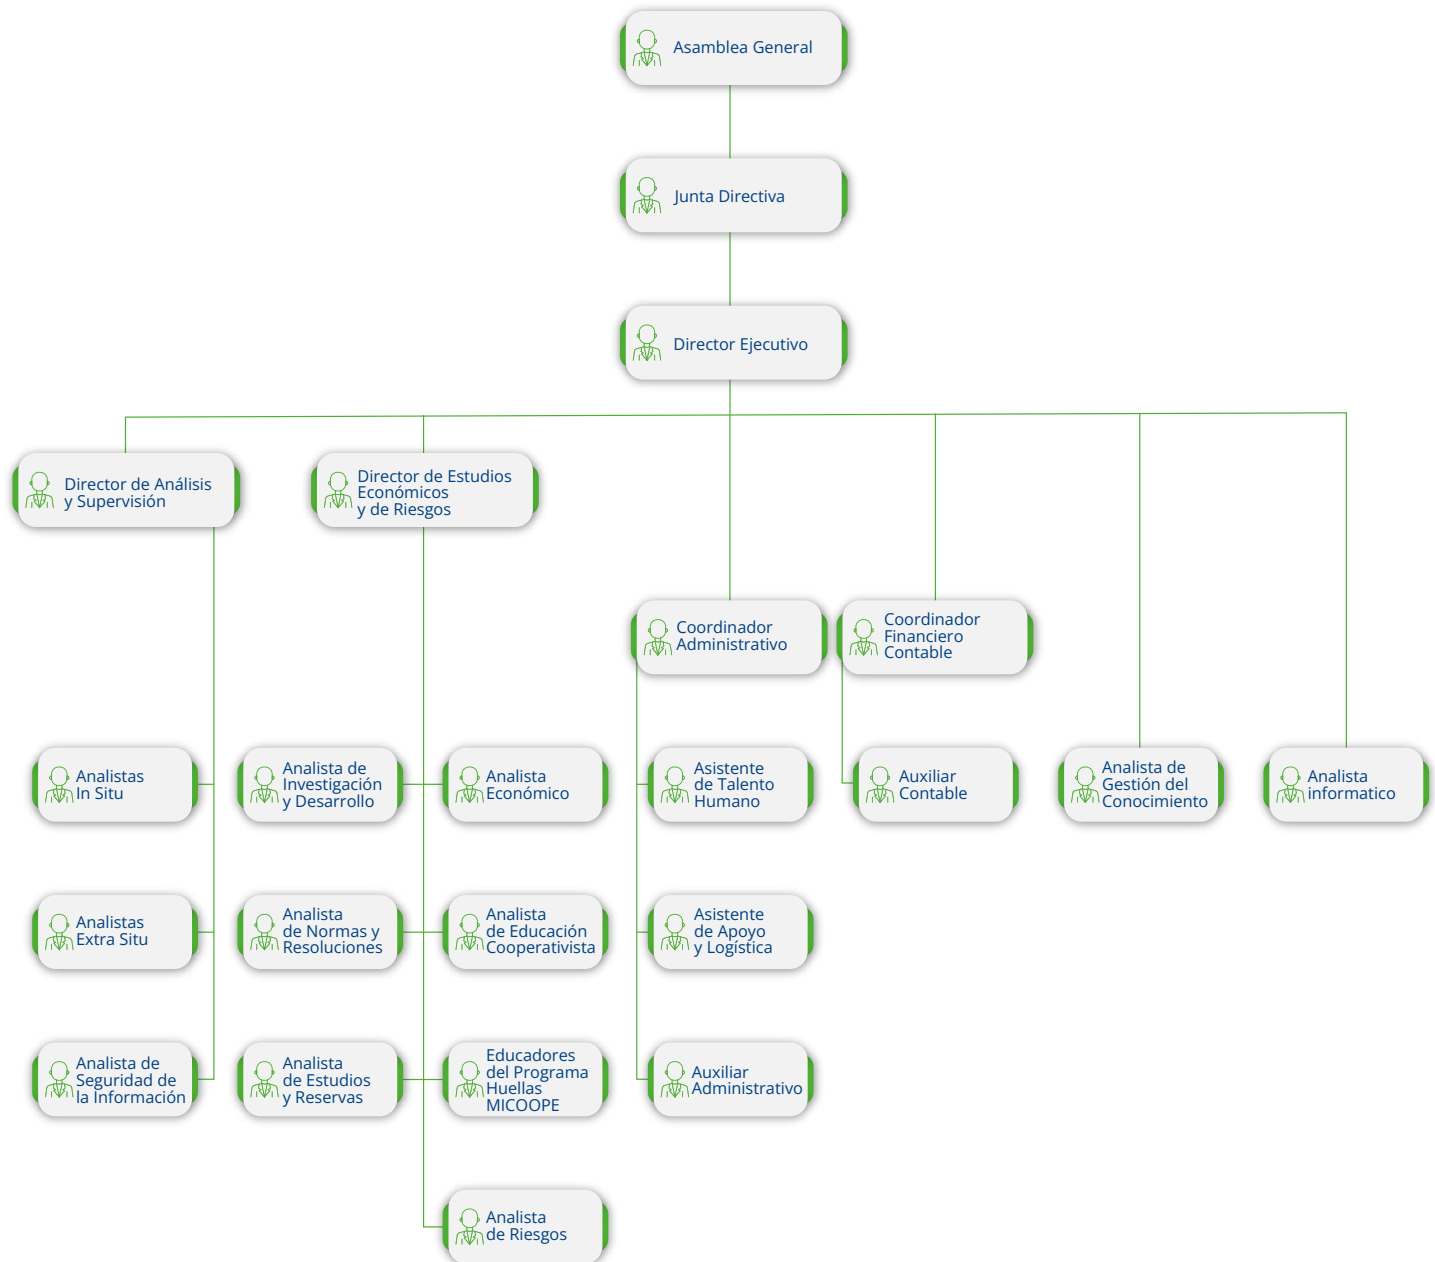 Asamblea General
Junta Directiva
Director Ejecutivo
Director de Análisis
y Supervisión
Director de Estudios
Económicos
y de Riesgos
Coordinador
Administrativo
Coordinador
Financiero
Contable
Analistas
In Situ
Analista de
Investigación
y Desarrollo
Analista
Económico
Asistente
de Talento
Humano
Auxiliar
Contable
Analista de
Gestión del
Conocimiento
Analista
informatico
Analistas
Extra Situ
Analista
de Normas y
Resoluciones
Analista
de Educación
Cooperativista
Asistente
de Apoyo
y Logística
Analista de
Seguridad de
la Información
Analista
de Estudios
y Reservas
Educadores
del Programa
Huellas
MICOOPE
Auxiliar
Administrativo
Analista
de Riesgos